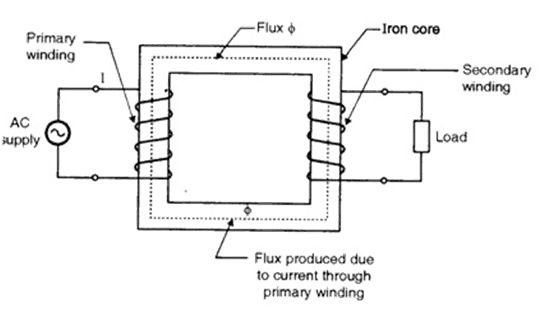 Flux ϕ
Iron core
Primary
winding
I
Secondary
winding
AC
supply
Load
ϕ
Flux produced due
to current through
primary winding